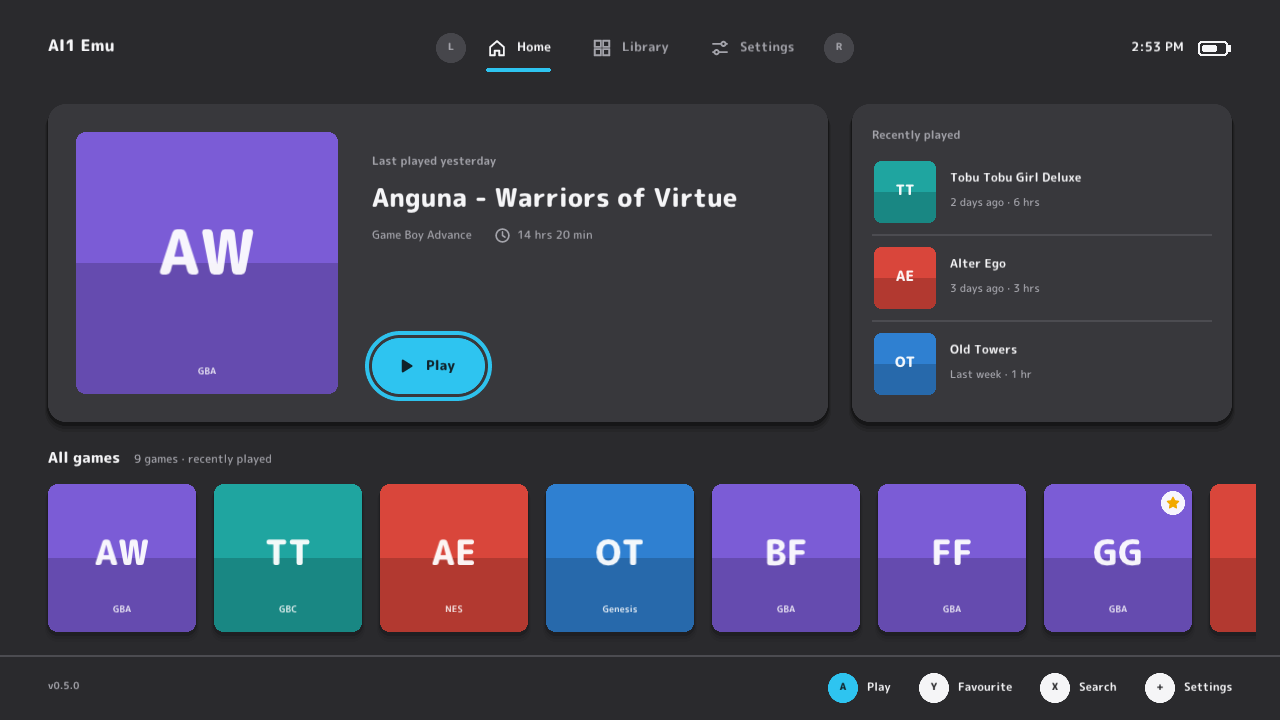 AI1 Emu
L
Home
Library
Settings
R
2:53 PM
AW
GBA
Last played yesterday
Anguna - Warriors of Virtue
Game Boy Advance
14 hrs 20 min
Play
Recently played
TT
Tobu Tobu Girl Deluxe
2 days ago · 6 hrs
AE
Alter Ego
3 days ago · 3 hrs
OT
Old Towers
Last week · 1 hr
All games
9 games · recently played
AW
GBA
TT
GBC
AE
NES
OT
Genesis
BF
GBA
FF
GBA
GG
GBA
v0.5.0
A
Play
Y
Favourite
X
Search
+
Settings